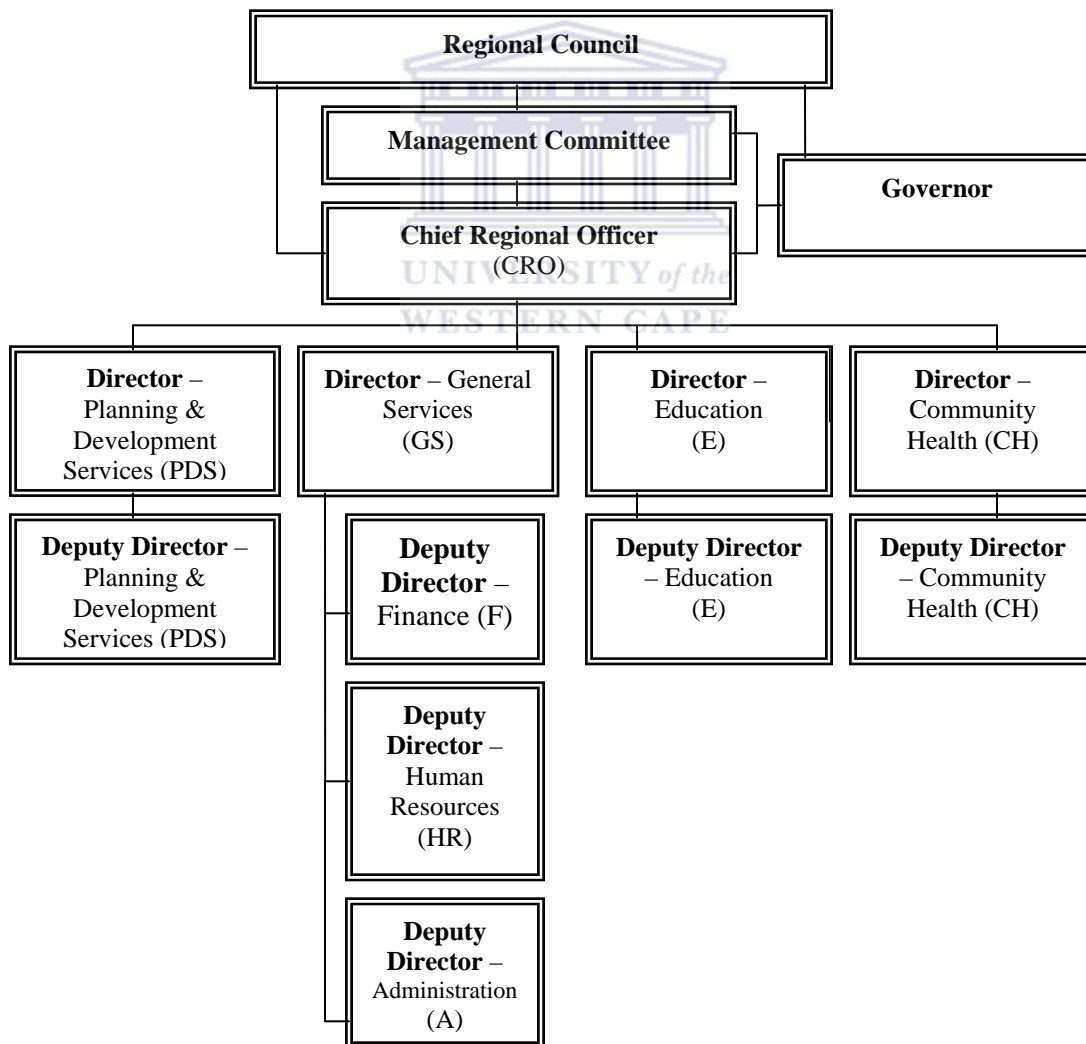 Regional Council
Management Committee
Governor
Chief Regional Officer
(CRO)
UNIVERSITY of the
WESTERN CAPE
Director –
Planning &
Development
Services (PDS)
Director – General
Services
(GS)
Director –
Education
(E)
Director –
Community
Health (CH)
Deputy Director –
Planning &
Development
Services (PDS)
Deputy
Director –
Finance (F)
Deputy Director
– Education
(E)
Deputy Director
– Community
Health (CH)
Deputy
Director –
Human
Resources
(HR)
Deputy
Director –
Administration
(A)